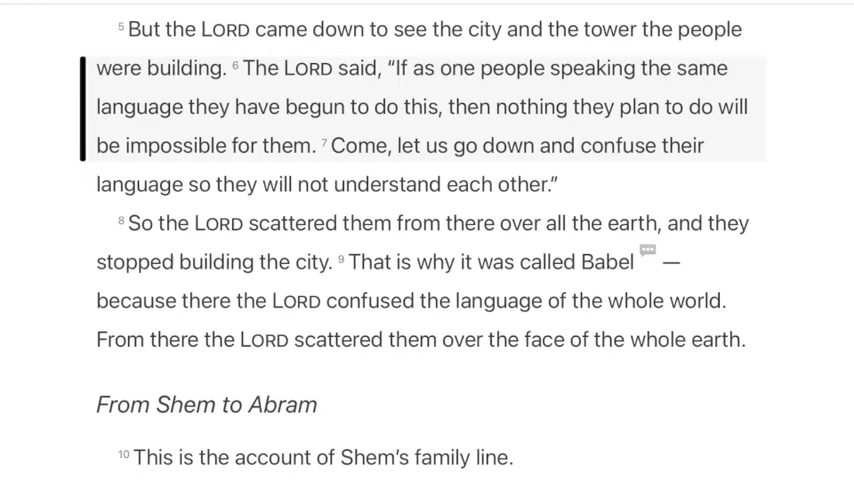 5 But the LORD came down to see the city and the tower the people
were building. 6 The LORD said, “If as one people speaking the same
language they have begun to do this, then nothing they plan to do will
be impossible for them. 7 Come, let us go down and confuse their
language so they will not understand each other.”
8 So the LORD scattered them from there over all the earth, and they
stopped building the city. 9 That is why it was called Babel —
because there the LORD confused the language of the whole world.
From there the LORD scattered them over the face of the whole earth.
From Shem to Abram
10 This is the account of Shem’s family line.